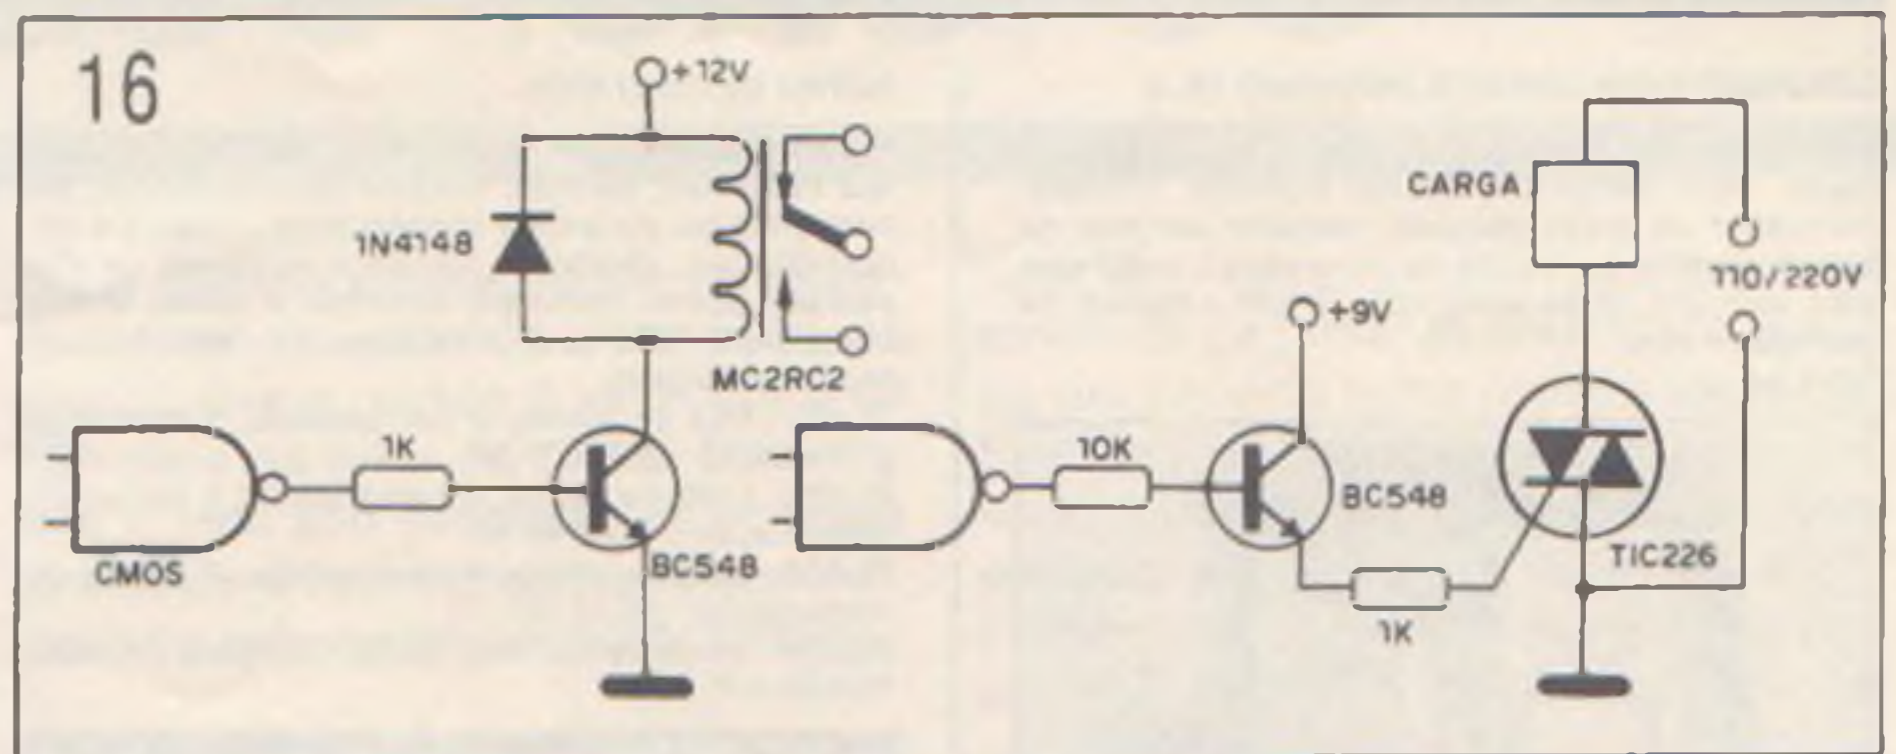 16
+12V
1N4148
MC2RC2
1K
BC548
CMOS
CARGA
110/220V
+9V
10K
BC548
TIC226
1K